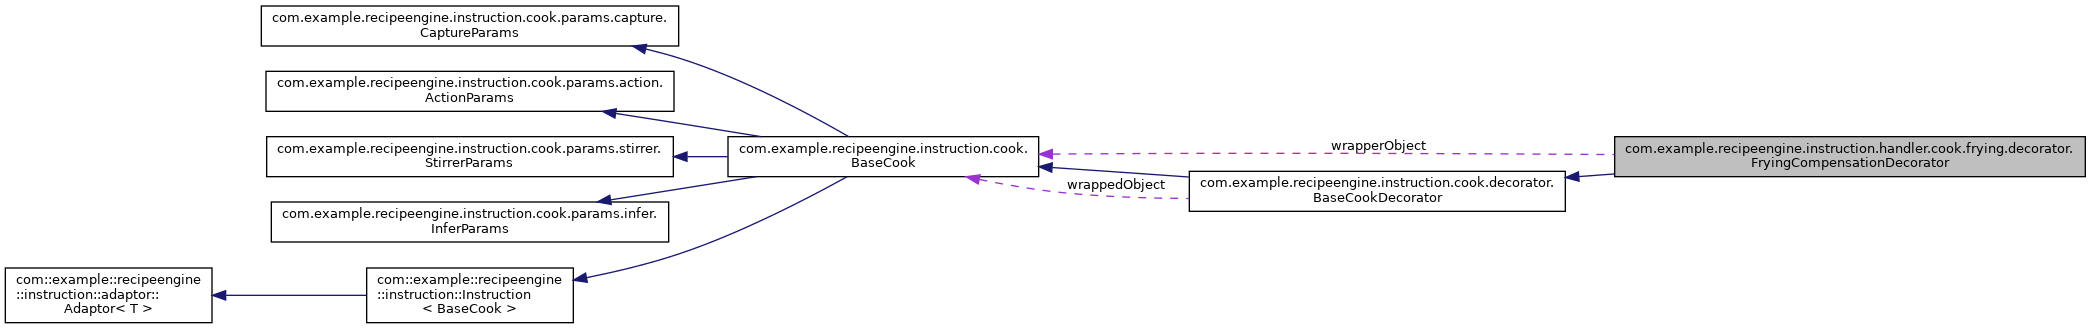 com.example.recipeengine.instruction.cook.params.capture.
CaptureParams
com.example.recipeengine.instruction.cook.params.action.
ActionParams
com.example.recipeengine.instruction.cook.params.stirrer.
StirrerParams
com.example.recipeengine.instruction.cook.params.infer.
InferParams
com::example::recipeengine
::instruction::adaptor::
Adaptor< T >
com::example::recipeengine
::instruction::Instruction
< BaseCook >
com.example.recipeengine.instruction.cook.
BaseCook
wrapperObject
wrappedObject
com.example.recipeengine.instruction.cook.decorator.
BaseCookDecorator
com.example.recipeengine.instruction.handler.cook.frying.decorator.
FryingCompensationDecorator